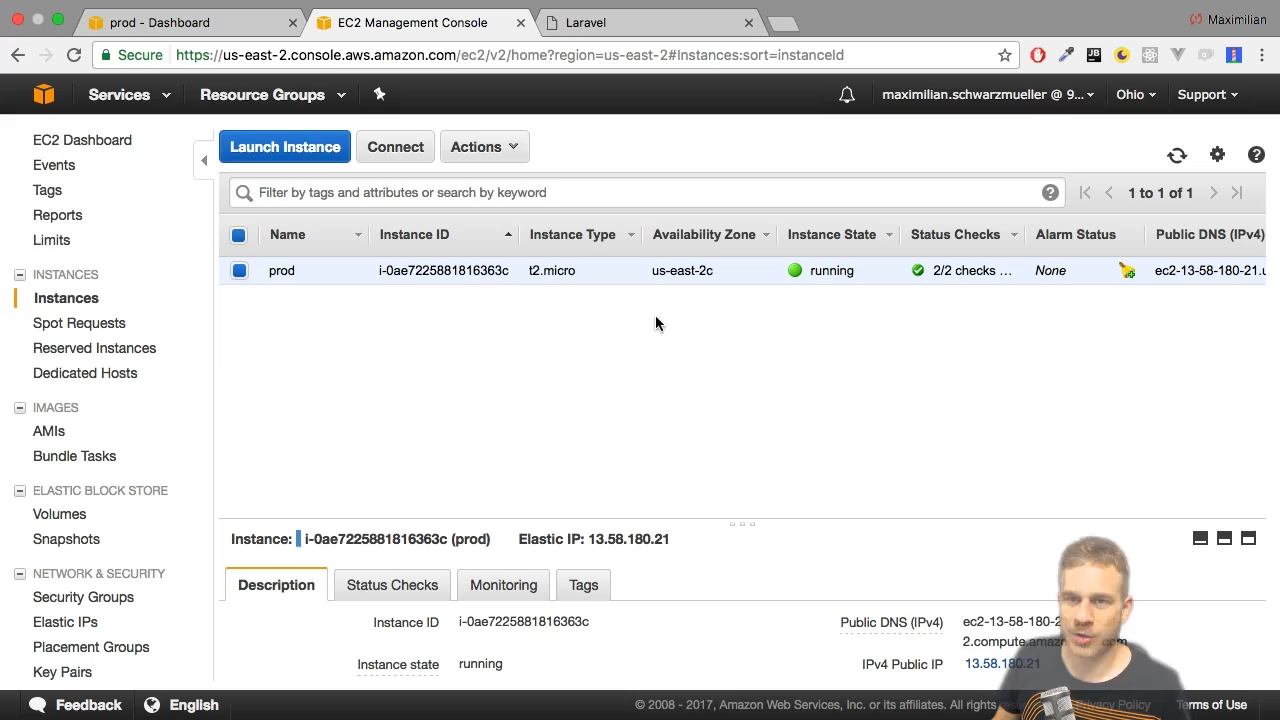 prod - Dashboard
EC2 Management Console
Laravel
Maximilian
Secure
https://us-east-2.console.aws.amazon.com/ec2/v2/home?region=us-east-2#Instances:sort=instanceId
Services
Resource Groups
maximilian.schwarzmueller @ 9...
Ohio
Support
EC2 Dashboard
Events
Tags
Reports
Limits
INSTANCES
Instances
Spot Requests
Reserved Instances
Dedicated Hosts
IMAGES
AMIs
Bundle Tasks
ELASTIC BLOCK STORE
Volumes
Snapshots
NETWORK & SECURITY
Security Groups
Elastic IPs
Placement Groups
Key Pairs
Launch Instance
Connect
Actions
Filter by tags and attributes or search by keyword
1 to 1 of 1
Name Instance ID Instance Type Availability Zone Instance State Status Checks Alarm Status Public DNS (IPv4)
prod i-0ae7225881816363c t2.micro us-east-2c running 2/2 checks ... None ec2-13-58-180-21.u
Instance: i-0ae7225881816363c (prod) Elastic IP: 13.58.180.21
Description
Status Checks
Monitoring
Tags
Instance ID i-0ae7225881816363c
Public DNS (IPv4) ec2-13-58-180-2
2.compute.amazon
Instance state running
IPv4 Public IP 13.58.180.21
Feedback
English
© 2008 - 2017, Amazon Web Services, Inc. or its affiliates. All rights
Privacy Policy
Terms of Use
JB